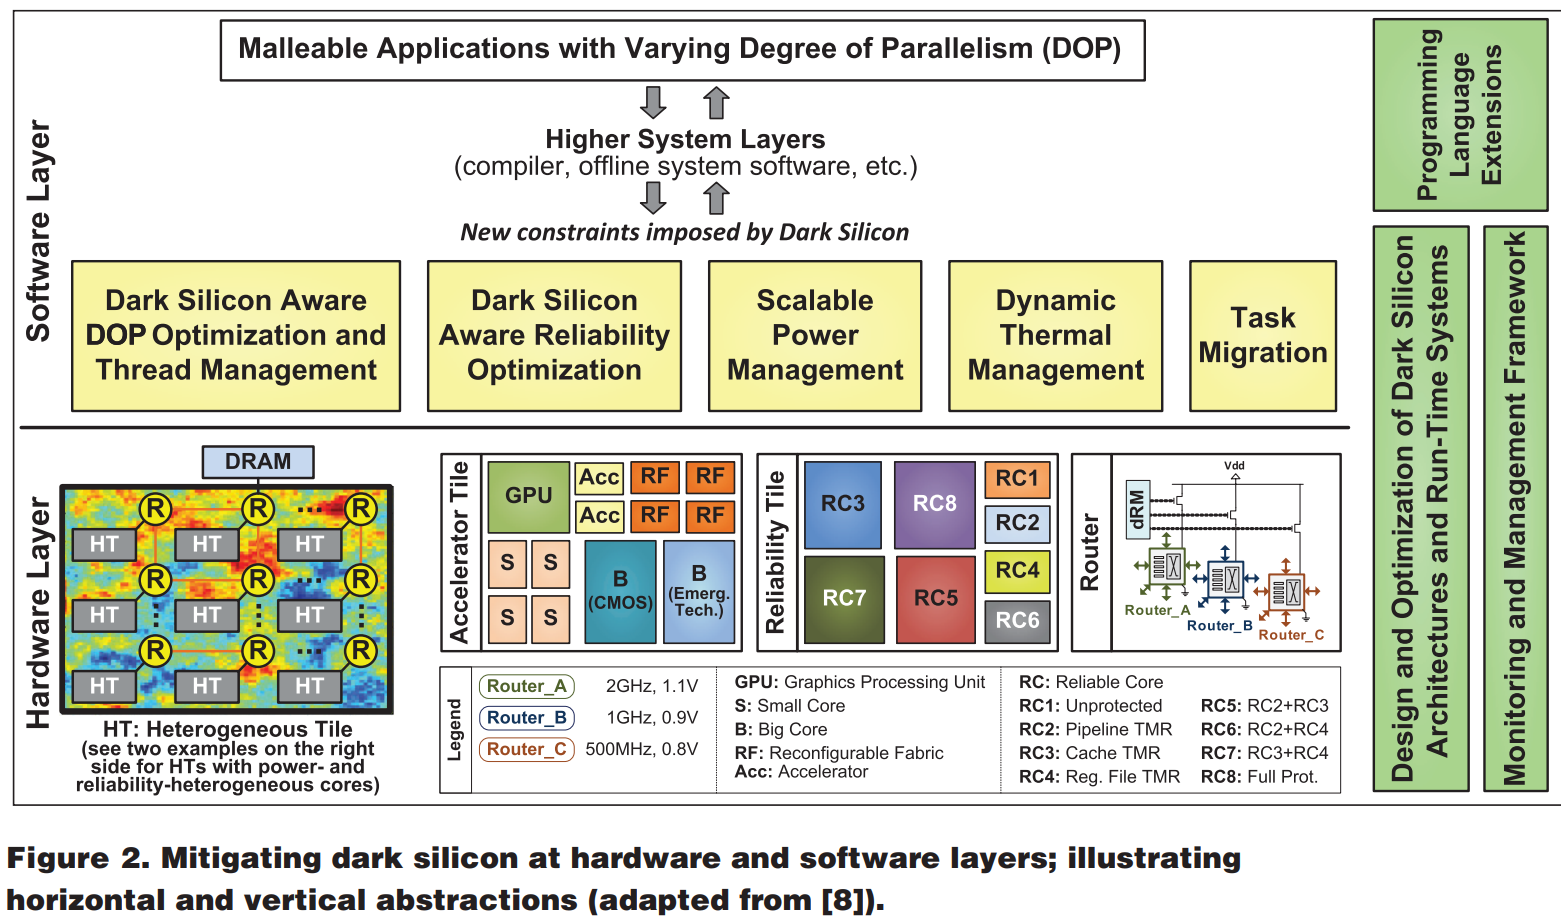 Malleable Applications with Varying Degree of Parallelism (DOP)
Higher System Layers
(compiler, offline system software, etc.)
New constraints imposed by Dark Silicon
Software Layer
Dark Silicon Aware
DOP Optimization and
Thread Management
Dark Silicon
Aware Reliability
Optimization
Scalable
Power
Management
Dynamic
Thermal
Management
Task
Migration
Programming
Language
Extensions
Design and Optimization of Dark Silicon
Architectures and Run-Time Systems
Monitoring and Management Framework
Hardware Layer
DRAM
R
R
...
R
HT
HT
HT
R
R
...
R
HT
HT
HT
R
R
...
R
HT
HT
HT
HT: Heterogeneous Tile
(see two examples on the right
side for HTs with power- and
reliability-heterogeneous cores)
Accelerator Tile
GPU
Acc
RF
RF
Acc
RF
RF
S
S
S
S
B
(CMOS)
B
(Emerg.
Tech.)
Reliability Tile
RC3
RC8
RC1
RC2
RC7
RC5
RC4
RC6
Router
Vdd
dRM
Router_A
Router_B
Router_C
Legend
Router_A 2GHz, 1.1V
Router_B 1GHz, 0.9V
Router_C 500MHz, 0.8V
GPU: Graphics Processing Unit
S: Small Core
B: Big Core
RF: Reconfigurable Fabric
Acc: Accelerator
RC: Reliable Core
RC1: Unprotected
RC2: Pipeline TMR
RC3: Cache TMR
RC4: Reg. File TMR
RC5: RC2+RC3
RC6: RC2+RC4
RC7: RC3+RC4
RC8: Full Prot.
Figure 2. Mitigating dark silicon at hardware and software layers; illustrating
horizontal and vertical abstractions (adapted from [8]).